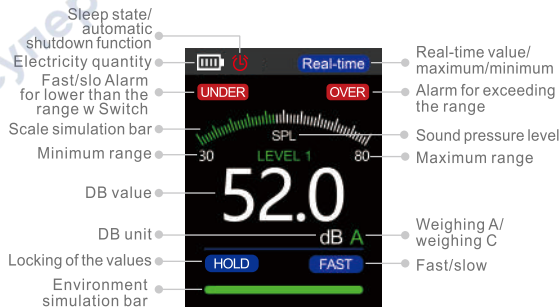 Sleep state/
automatic
shutdown function
Electricity quantity
Fast/slo Alarm
for lower than the
range w Switch
Scale simulation bar
Minimum range
DB value
DB unit
Locking of the values
Environment
simulation bar
Real-time
UNDER
OVER
SPL
30
LEVEL 1
80
52.0
dB A
HOLD
FAST
Real-time value/
maximum/minimum
Alarm for exceeding
the range
Sound pressure level
Maximum range
Weighing A/
weighing C
Fast/slow